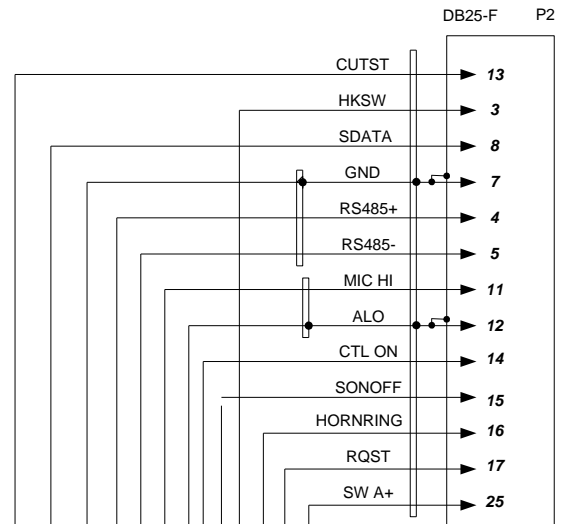 DB25-F P2
CUTST 13
HKSW 3
SDATA 8
GND 7
RS485+ 4
RS485- 5
MIC HI 11
ALO 12
CTL ON 14
SONOFF 15
HORNRING 16
RQST 17
SW A+ 25